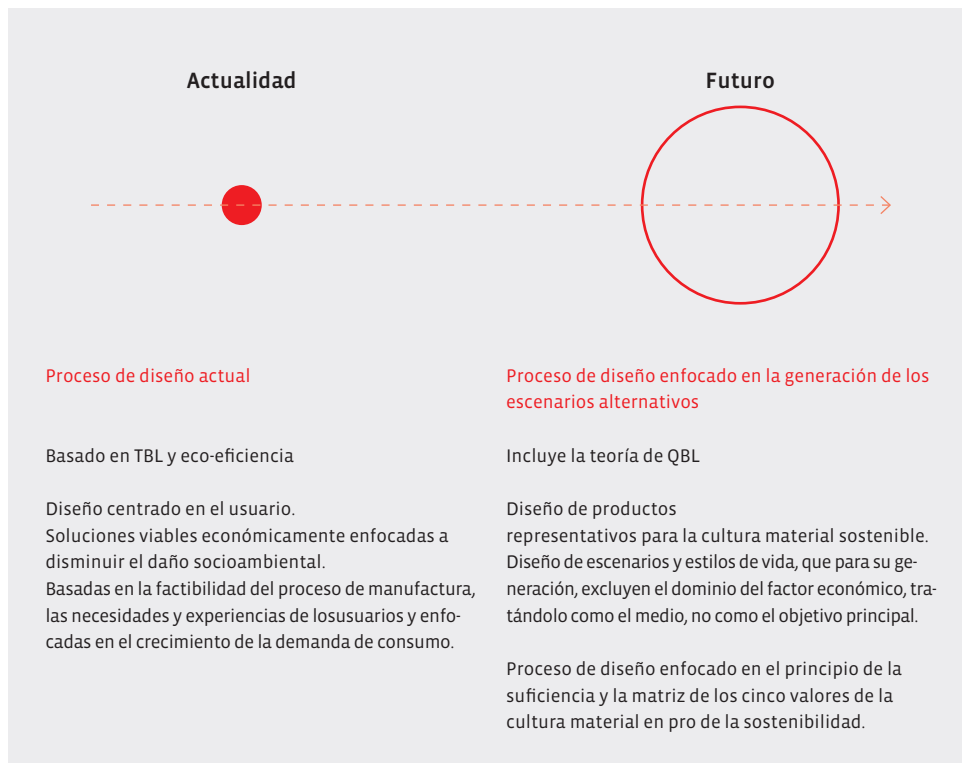 Actualidad
Futuro
Proceso de diseño actual
Basado en TBL y eco-eficiencia
Diseño centrado en el usuario.
Soluciones viables económicamente enfocadas a
disminuir el daño socioambiental.
Basadas en la factibilidad del proceso de manufactura,
las necesidades y experiencias de losusuarios y enfo-
cadas en el crecimiento de la demanda de consumo.
Proceso de diseño enfocado en la generación de los
escenarios alternativos
Incluye la teoría de QBL
Diseño de productos
representativos para la cultura material sostenible.
Diseño de escenarios y estilos de vida, que para su ge-
neración, excluyen el dominio del factor económico, tra-
tándolo como el medio, no como el objetivo principal.
Proceso de diseño enfocado en el principio de la
suficiencia y la matriz de los cinco valores de la
cultura material en pro de la sostenibilidad.